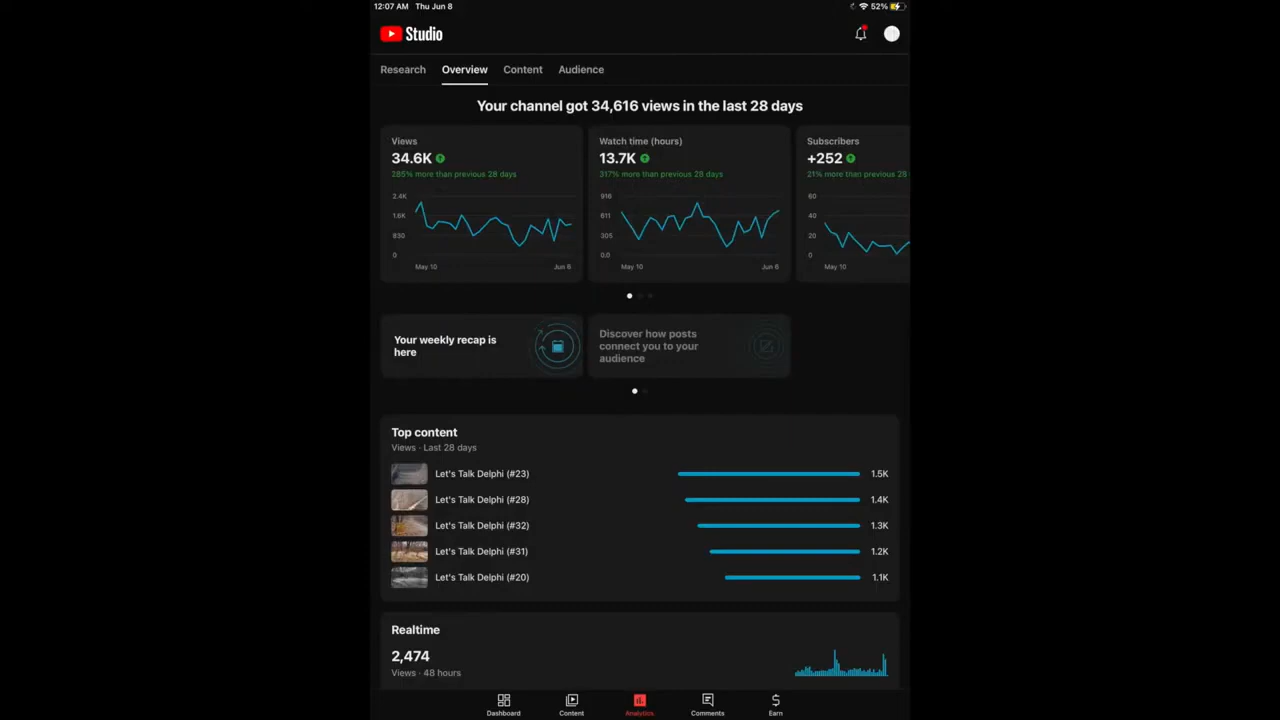 12:07 AM Thu Jun 8
52%
Studio
Research Overview Content Audience
Your channel got 34,616 views in the last 28 days
Views
34.6K
285% more than previous 28 days
2.4K
1.6K
830
0
May 10 Jun 6
Watch time (hours)
13.7K
317% more than previous 28 days
916
611
305
0.0
May 10 Jun 6
Subscribers
+252
21% more than previous 28
60
40
20
0
May 10
Your weekly recap is
here
Discover how posts
connect you to your
audience
Top content
Views · Last 28 days
Let's Talk Delphi (#23) 1.5K
Let's Talk Delphi (#28) 1.4K
Let's Talk Delphi (#32) 1.3K
Let's Talk Delphi (#31) 1.2K
Let's Talk Delphi (#20) 1.1K
Realtime
2,474
Views · 48 hours
Dashboard Content Analytics Comments Earn